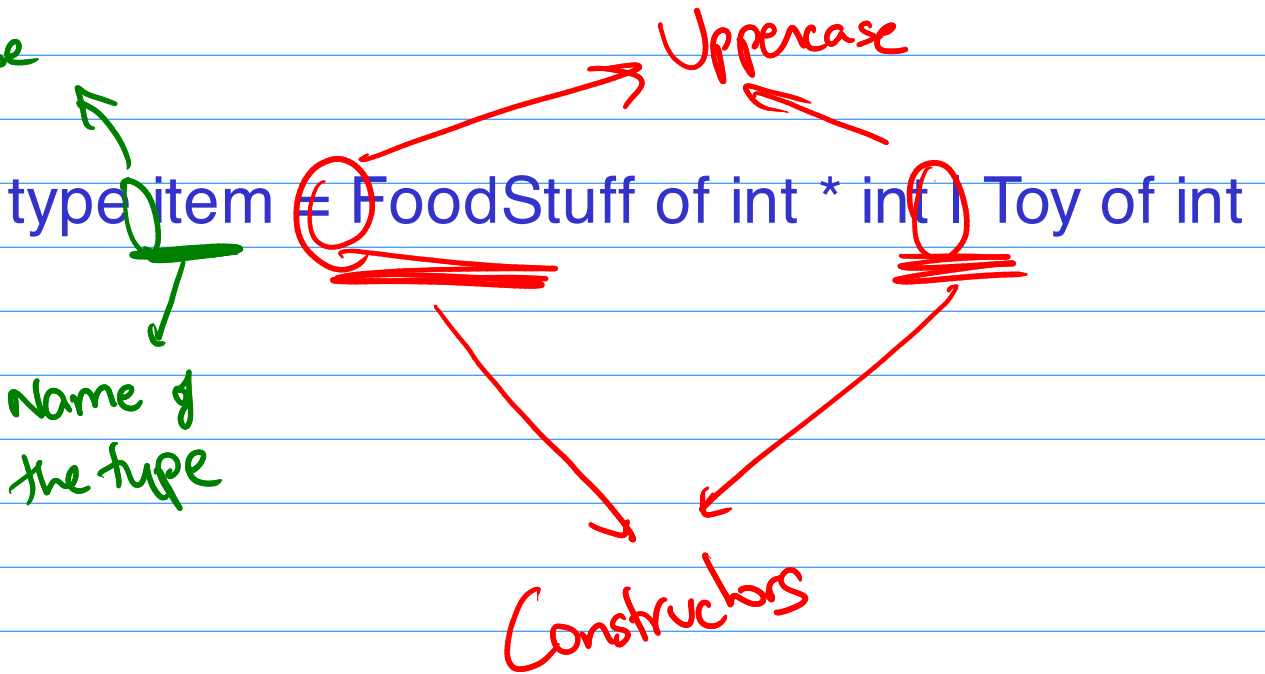 Uppercase
type item = FoodStuff of int * int | Toy of int
Name of
the type
Constructors